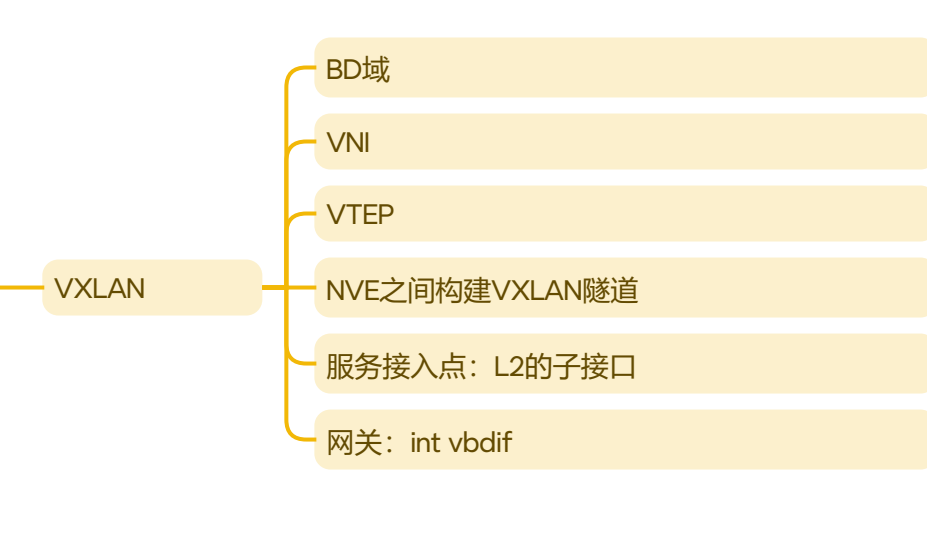 BD域
VNI
VTEP
VXLAN
NVE之间构建VXLAN隧道
服务接入点：L2的子接口
网关：int vbdif